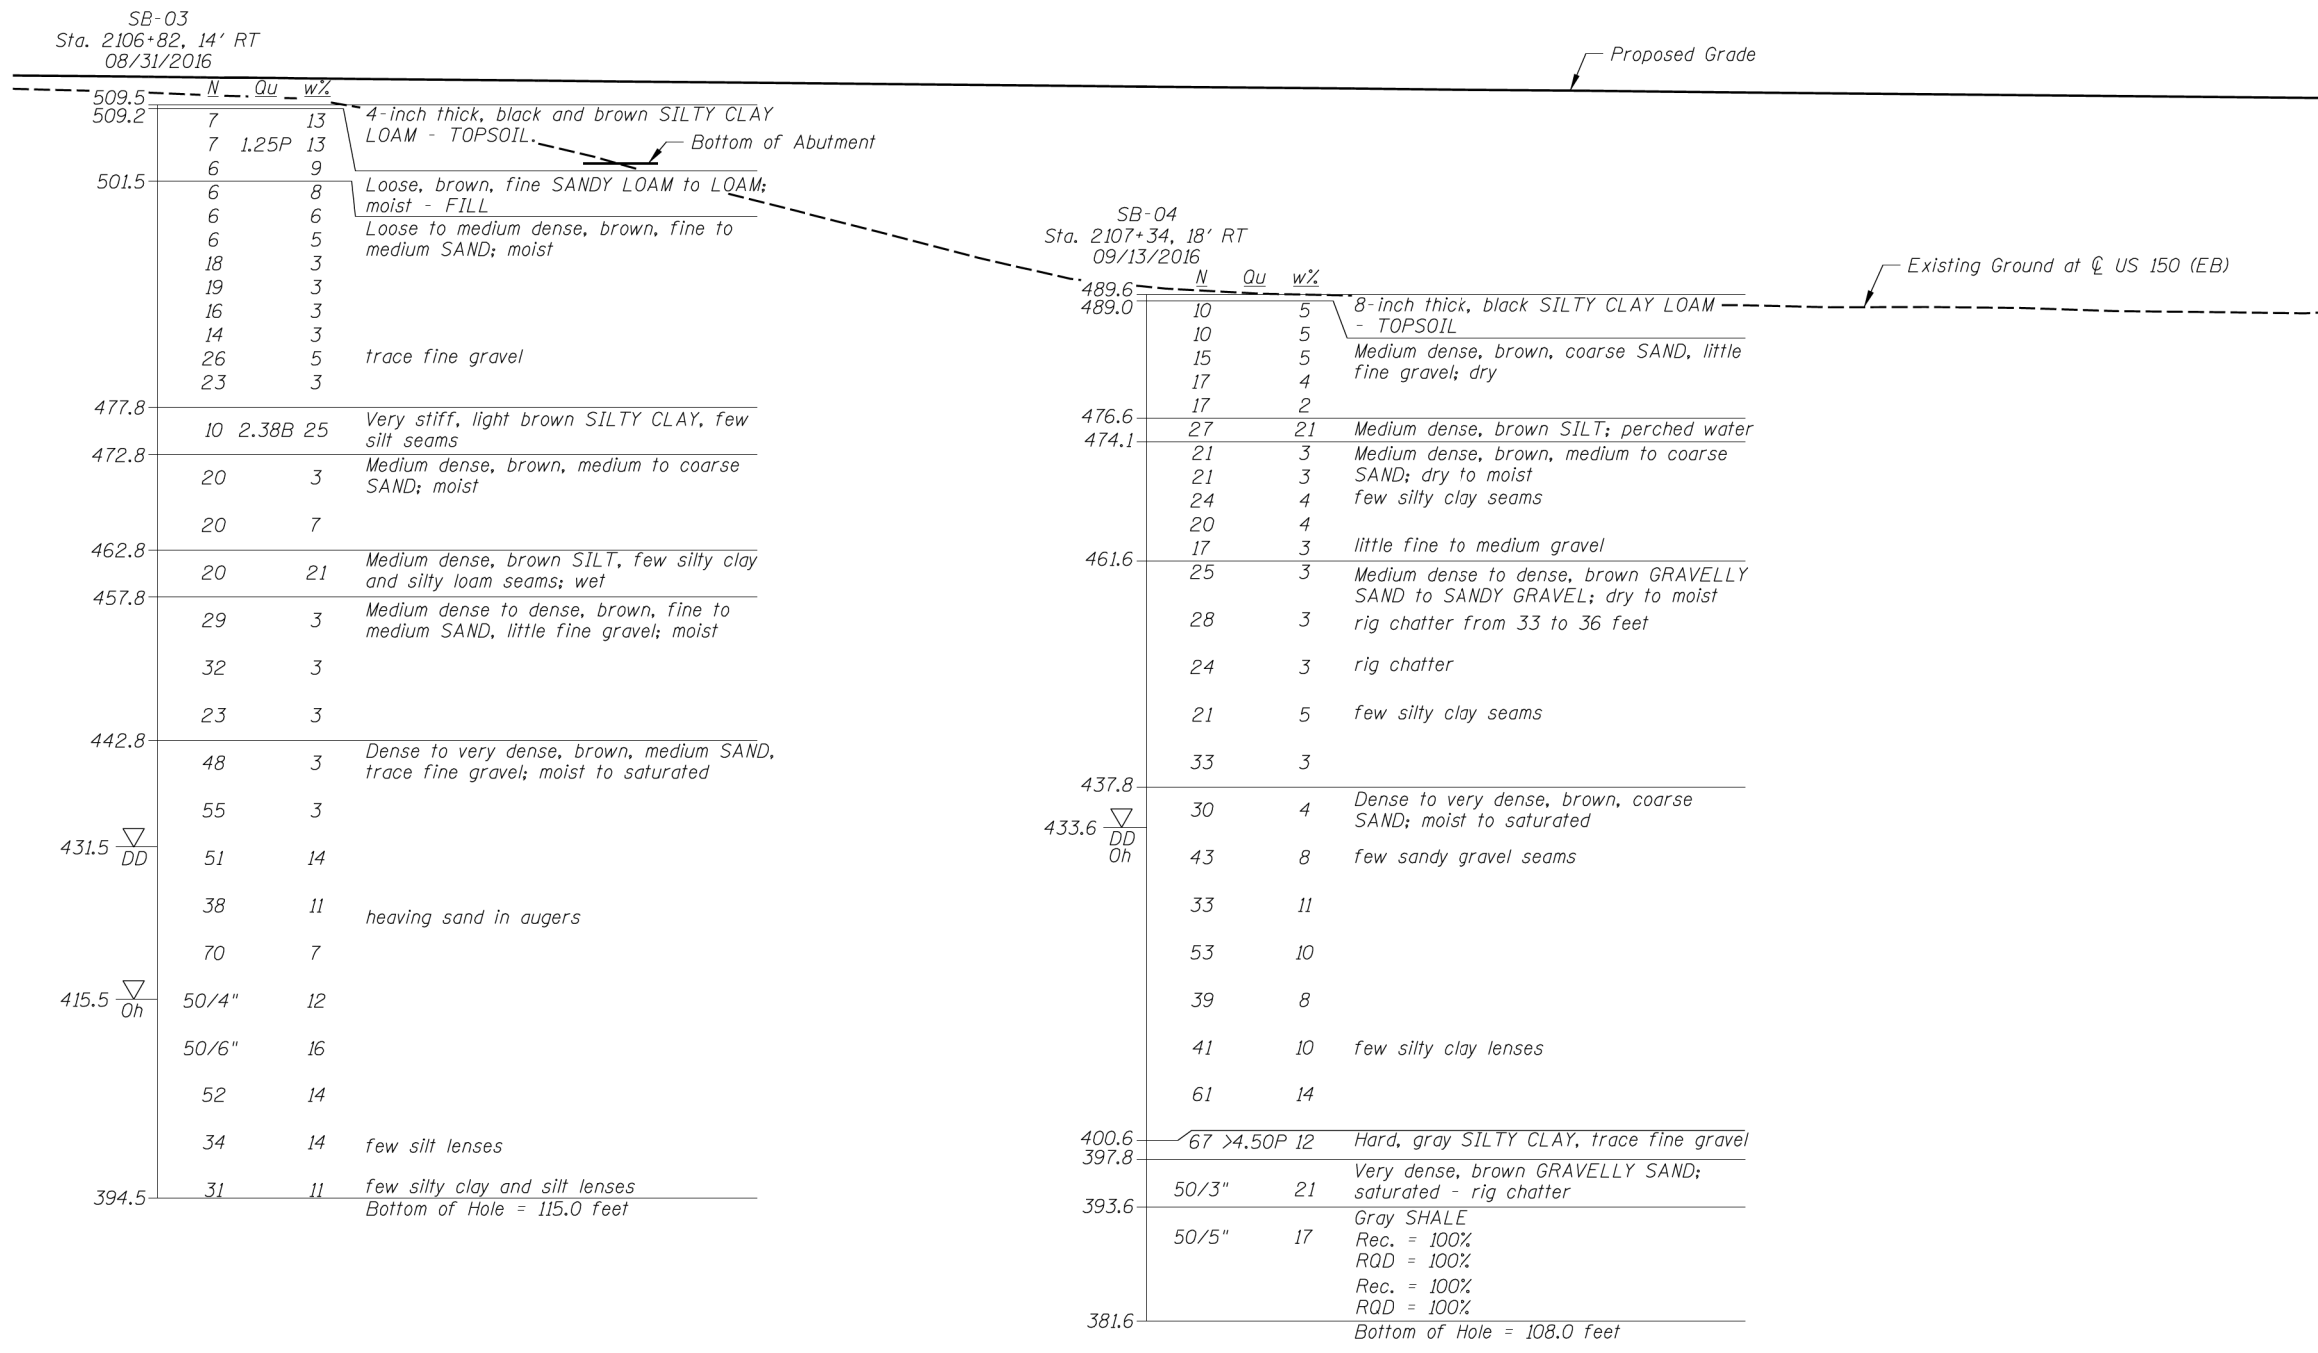 SB-03
Sta. 2106+82, 14' RT
08/31/2016
Proposed Grade
N Qu w%
509.5
509.2
4-inch thick, black and brown SILTY CLAY
LOAM - TOPSOIL.
7 13
7 1.25P 13
Bottom of Abutment
6 9
501.5
Loose, brown, fine SANDY LOAM to LOAM;
moist - FILL
6 8
6 6
Loose to medium dense, brown, fine to
medium SAND; moist
6 5
18 3
19 3
16 3
14 3
26 5 trace fine gravel
23 3
477.8
Very stiff, light brown SILTY CLAY, few
silt seams
10 2.38B 25
472.8
Medium dense, brown, medium to coarse
SAND; moist
20 3
20 7
462.8
Medium dense, brown SILT, few silty clay
and silty loam seams; wet
20 21
457.8
Medium dense to dense, brown, fine to
medium SAND, little fine gravel; moist
29 3
32 3
23 3
442.8
Dense to very dense, brown, medium SAND,
trace fine gravel; moist to saturated
48 3
55 3
431.5
DD
51 14
38 11
heaving sand in augers
70 7
415.5
0h
50/4" 12
50/6" 16
52 14
34 14 few silt lenses
31 11 few silty clay and silt lenses
394.5
Bottom of Hole = 115.0 feet
SB-04
Sta. 2107+34, 18' RT
09/13/2016
Existing Ground at ℄ US 150 (EB)
N Qu w%
489.6
489.0
8-inch thick, black SILTY CLAY LOAM
- TOPSOIL
10 5
10 5
Medium dense, brown, coarse SAND, little
fine gravel; dry
15 5
17 4
17 2
476.6
27 21 Medium dense, brown SILT; perched water
474.1
21 3 Medium dense, brown, medium to coarse
21 3 SAND; dry to moist
24 4 few silty clay seams
20 4
17 3 little fine to medium gravel
461.6
25 3 Medium dense to dense, brown GRAVELLY
SAND to SANDY GRAVEL; dry to moist
28 3 rig chatter from 33 to 36 feet
24 3 rig chatter
21 5 few silty clay seams
33 3
437.8
Dense to very dense, brown, coarse
SAND; moist to saturated
30 4
433.6
DD
0h
43 8 few sandy gravel seams
33 11
53 10
39 8
41 10 few silty clay lenses
61 14
400.6
67 >4.50P 12 Hard, gray SILTY CLAY, trace fine gravel
397.8
Very dense, brown GRAVELLY SAND;
saturated - rig chatter
50/3" 21
393.6
Gray SHALE
50/5" 17 Rec. = 100%
RQD = 100%
Rec. = 100%
RQD = 100%
381.6
Bottom of Hole = 108.0 feet